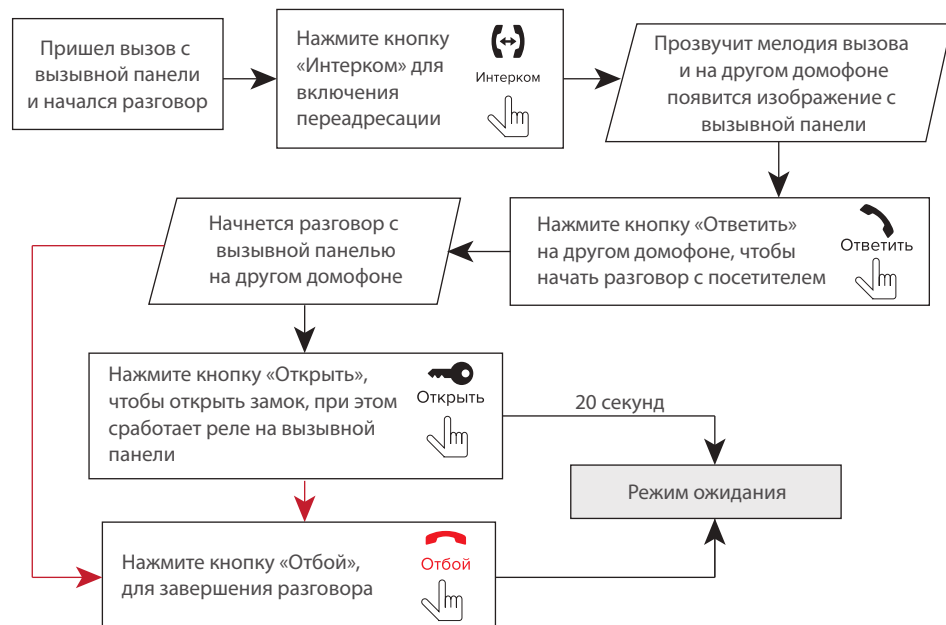 Пришел вызов с
вызывной панели
и начался разговор
Нажмите кнопку
«Интерком» для
включения
переадресации
Интерком
Прозвучит мелодия вызова
и на другом домофоне
появится изображение с
вызывной панели
Начнется разговор с
вызывной панелью
на другом домофоне
Нажмите кнопку «Ответить»
на другом домофоне, чтобы
начать разговор с посетителем
Ответить
Нажмите кнопку «Открыть»,
чтобы открыть замок, при этом
сработает реле на вызывной
панели
Открыть
20 секунд
Режим ожидания
Нажмите кнопку «Отбой»,
для завершения разговора
Отбой